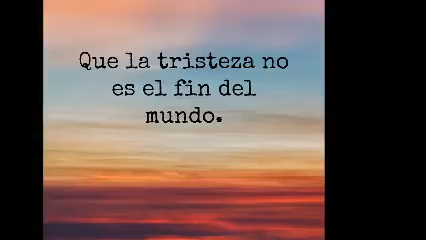 Que la tristeza no
es el fin del
mundo.